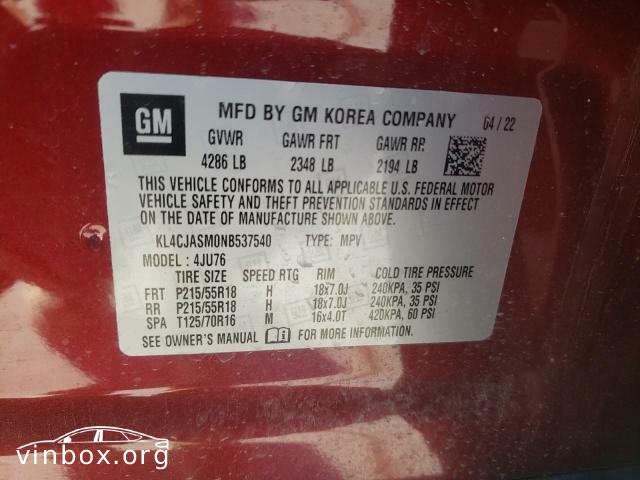 GM
MFD BY GM KOREA COMPANY 04 / 22
GVWR GAWR FRT GAWR RR
4286 LB 2348 LB 2194 LB
THIS VEHICLE CONFORMS TO ALL APPLICABLE U.S. FEDERAL MOTOR
VEHICLE SAFETY AND THEFT PREVENTION STANDARDS IN EFFECT
ON THE DATE OF MANUFACTURE SHOWN ABOVE.
KL4CJASM0NB537540 TYPE: MPV
MODEL : 4JU76
TIRE SIZE SPEED RTG RIM COLD TIRE PRESSURE
FRT P215/55R18 H 18x7.0J 240KPA, 35 PSI
RR P215/55R18 H 18x7.0J 240KPA, 35 PSI
SPA T125/70R16 M 16x4.0T 420KPA, 60 PSI
SEE OWNER'S MANUAL FOR MORE INFORMATION.
vinbox.org